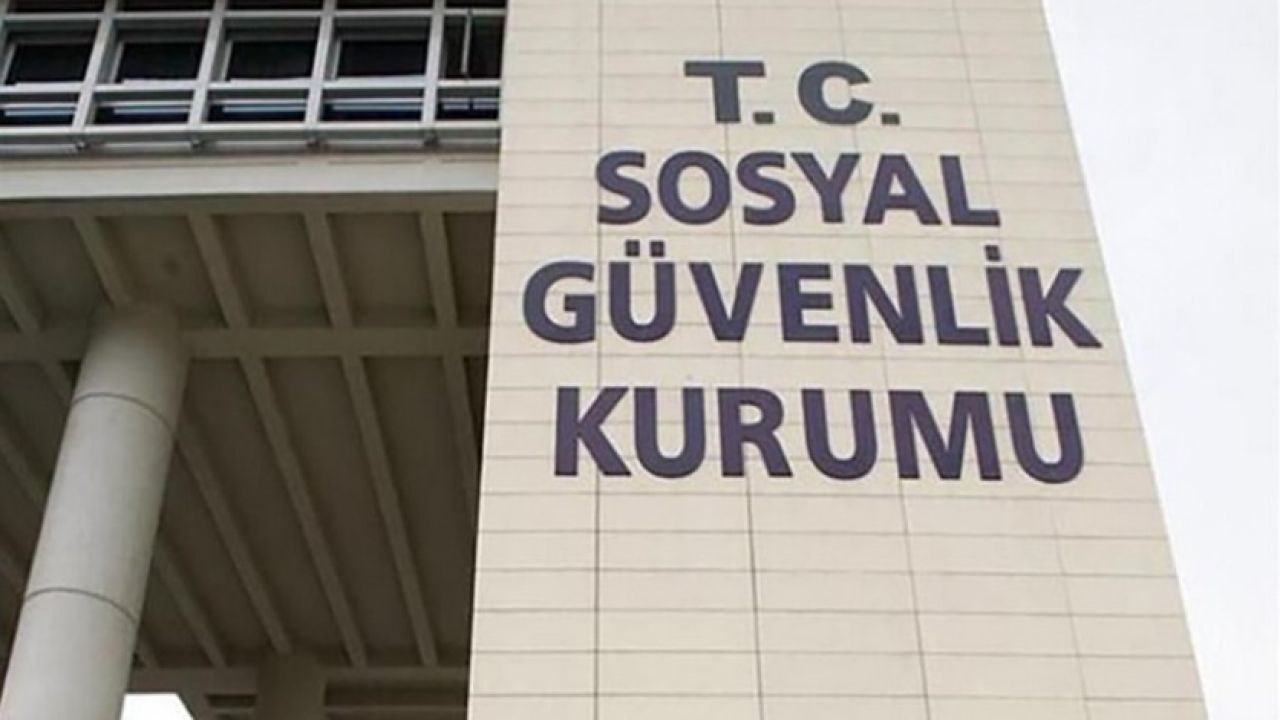 T.C.
SOSYAL
GÜVENLİK
KURUMU